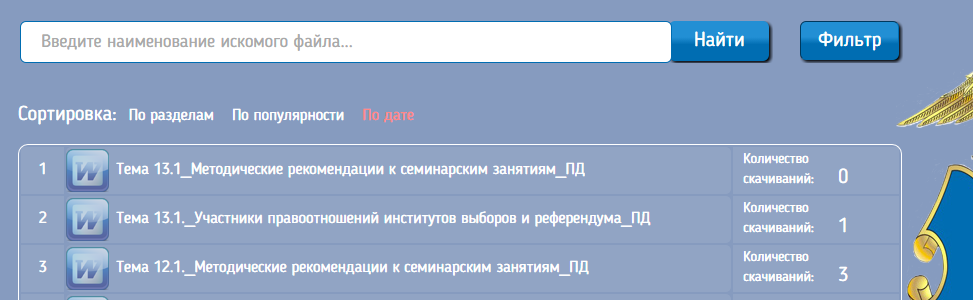 Введите наименование искомого файла...
Найти
Фильтр
Сортировка: По разделам По популярности По дате
1 Тема 13.1_Методические рекомендации к семинарским занятиям_ПД Количество скачиваний: 0
2 Тема 13.1._Участники правоотношений институтов выборов и референдума_ПД Количество скачиваний: 1
3 Тема 12.1._Методические рекомендации к семинарским занятиям_ПД Количество скачиваний: 3